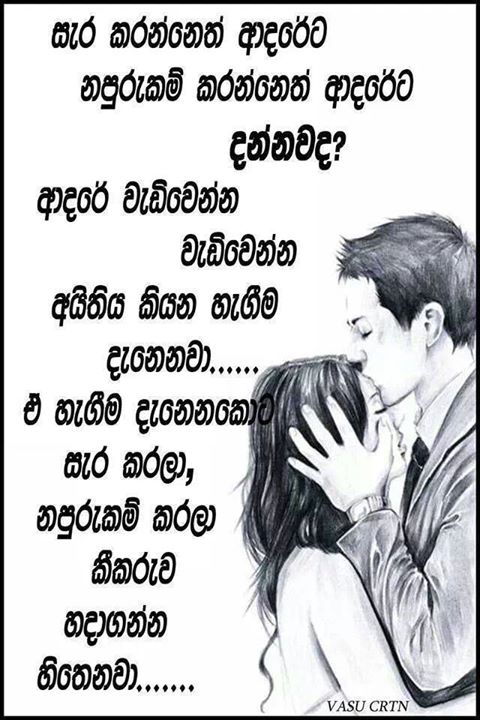 සැර කරන්නෙත් ආදරේට
නපුරුකම් කරන්නෙත් ආදරේට
දන්නවද?
ආදරේ වැඩිවෙන්න
වැඩිවෙන්න
අයිතිය කියන හැගීම
දැනෙනවා......
ඒ හැගීම දැනෙනකොට
සැර කරලා,
නපුරුකම් කරලා
කීකරුව
හදාගන්න
හිතෙනවා.......
VASU CRTN